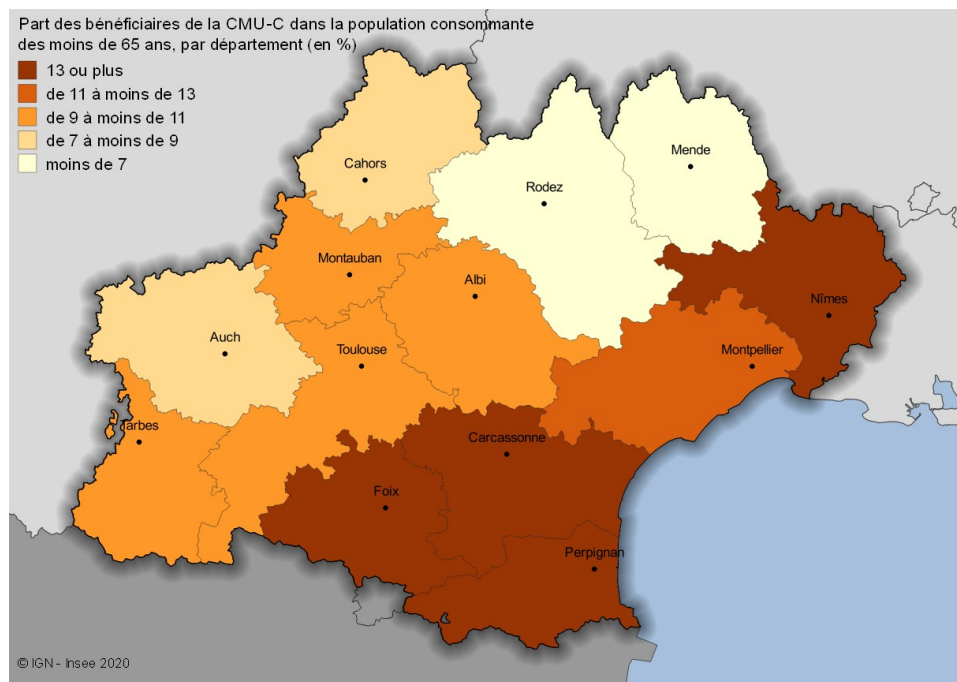 Part des bénéficiaires de la CMU-C dans la population consommante
des moins de 65 ans, par département (en %)
13 ou plus
de 11 à moins de 13
de 9 à moins de 11
de 7 à moins de 9
moins de 7
Cahors
Mende
Rodez
Montauban
Albi
Nîmes
Auch
Toulouse
Montpellier
Tarbes
Carcassonne
Foix
Perpignan
© IGN - Insee 2020